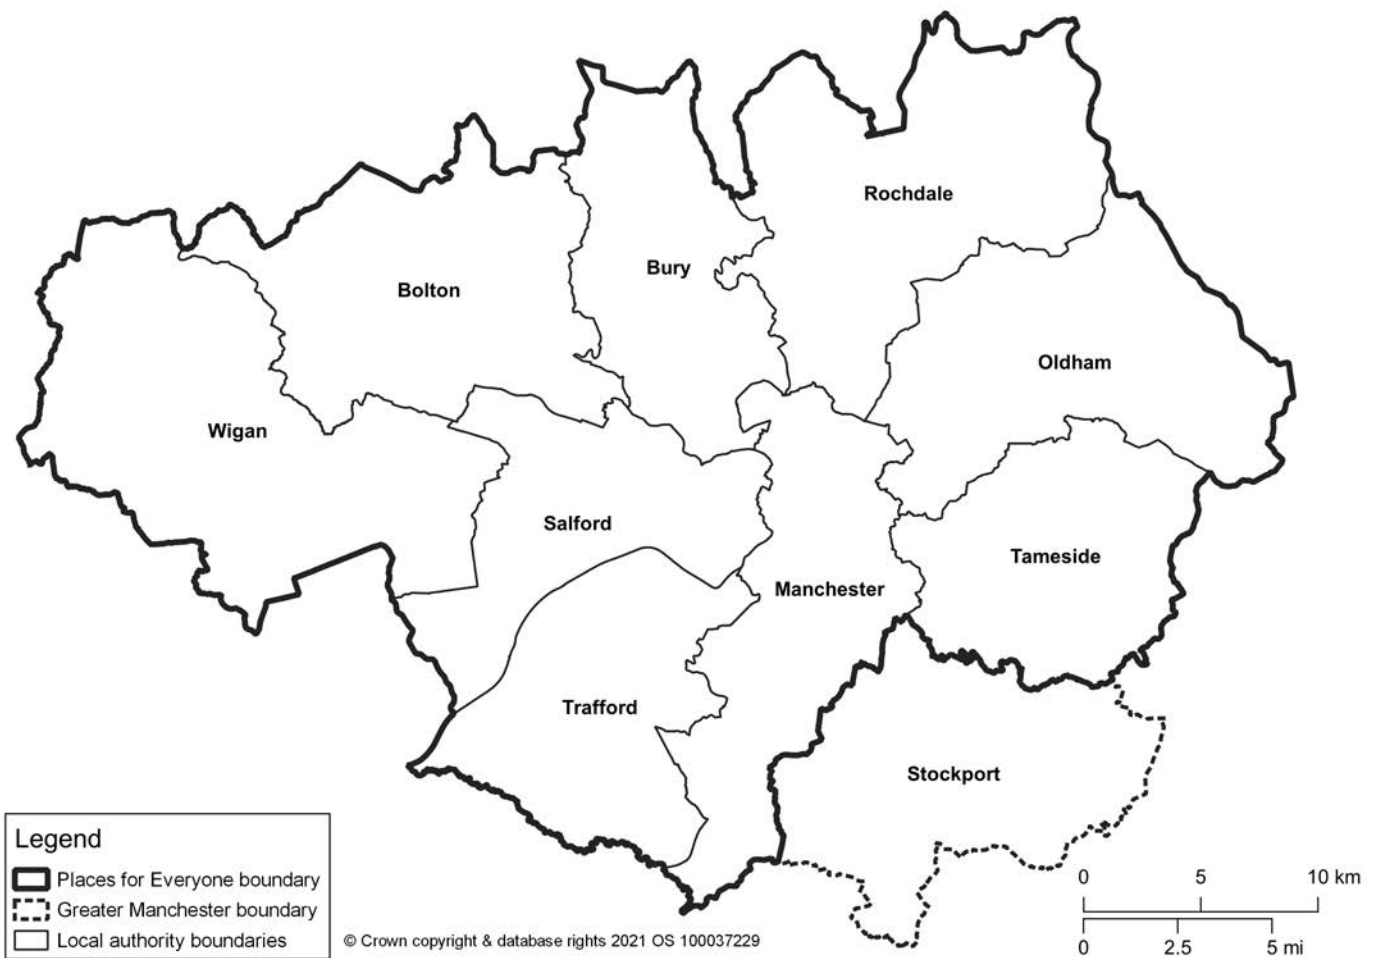 Rochdale
Bury
Bolton
Oldham
Wigan
Salford
Tameside
Manchester
Trafford
Stockport
Legend
Places for Everyone boundary
Greater Manchester boundary
Local authority boundaries
© Crown copyright & database rights 2021 OS 100037229
0 5 10 km
0 2.5 5 mi